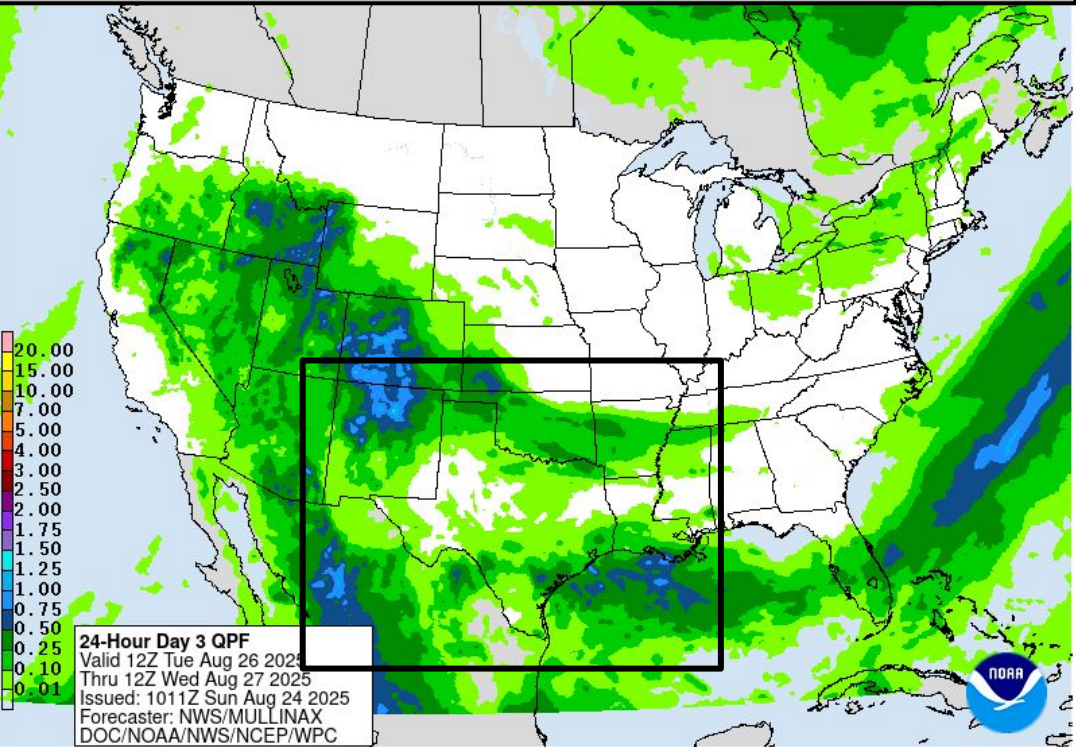 20.00
15.00
10.00
7.00
5.00
4.00
3.00
2.50
2.00
1.75
1.50
1.25
1.00
0.75
0.50
0.25
0.10
0.01
24-Hour Day 3 QPF
Valid 12Z Tue Aug 26 2025
Thru 12Z Wed Aug 27 2025
Issued: 1011Z Sun Aug 24 2025
Forecaster: NWS/MULLINAX
DOC/NOAA/NWS/NCEP/WPC
NOAA